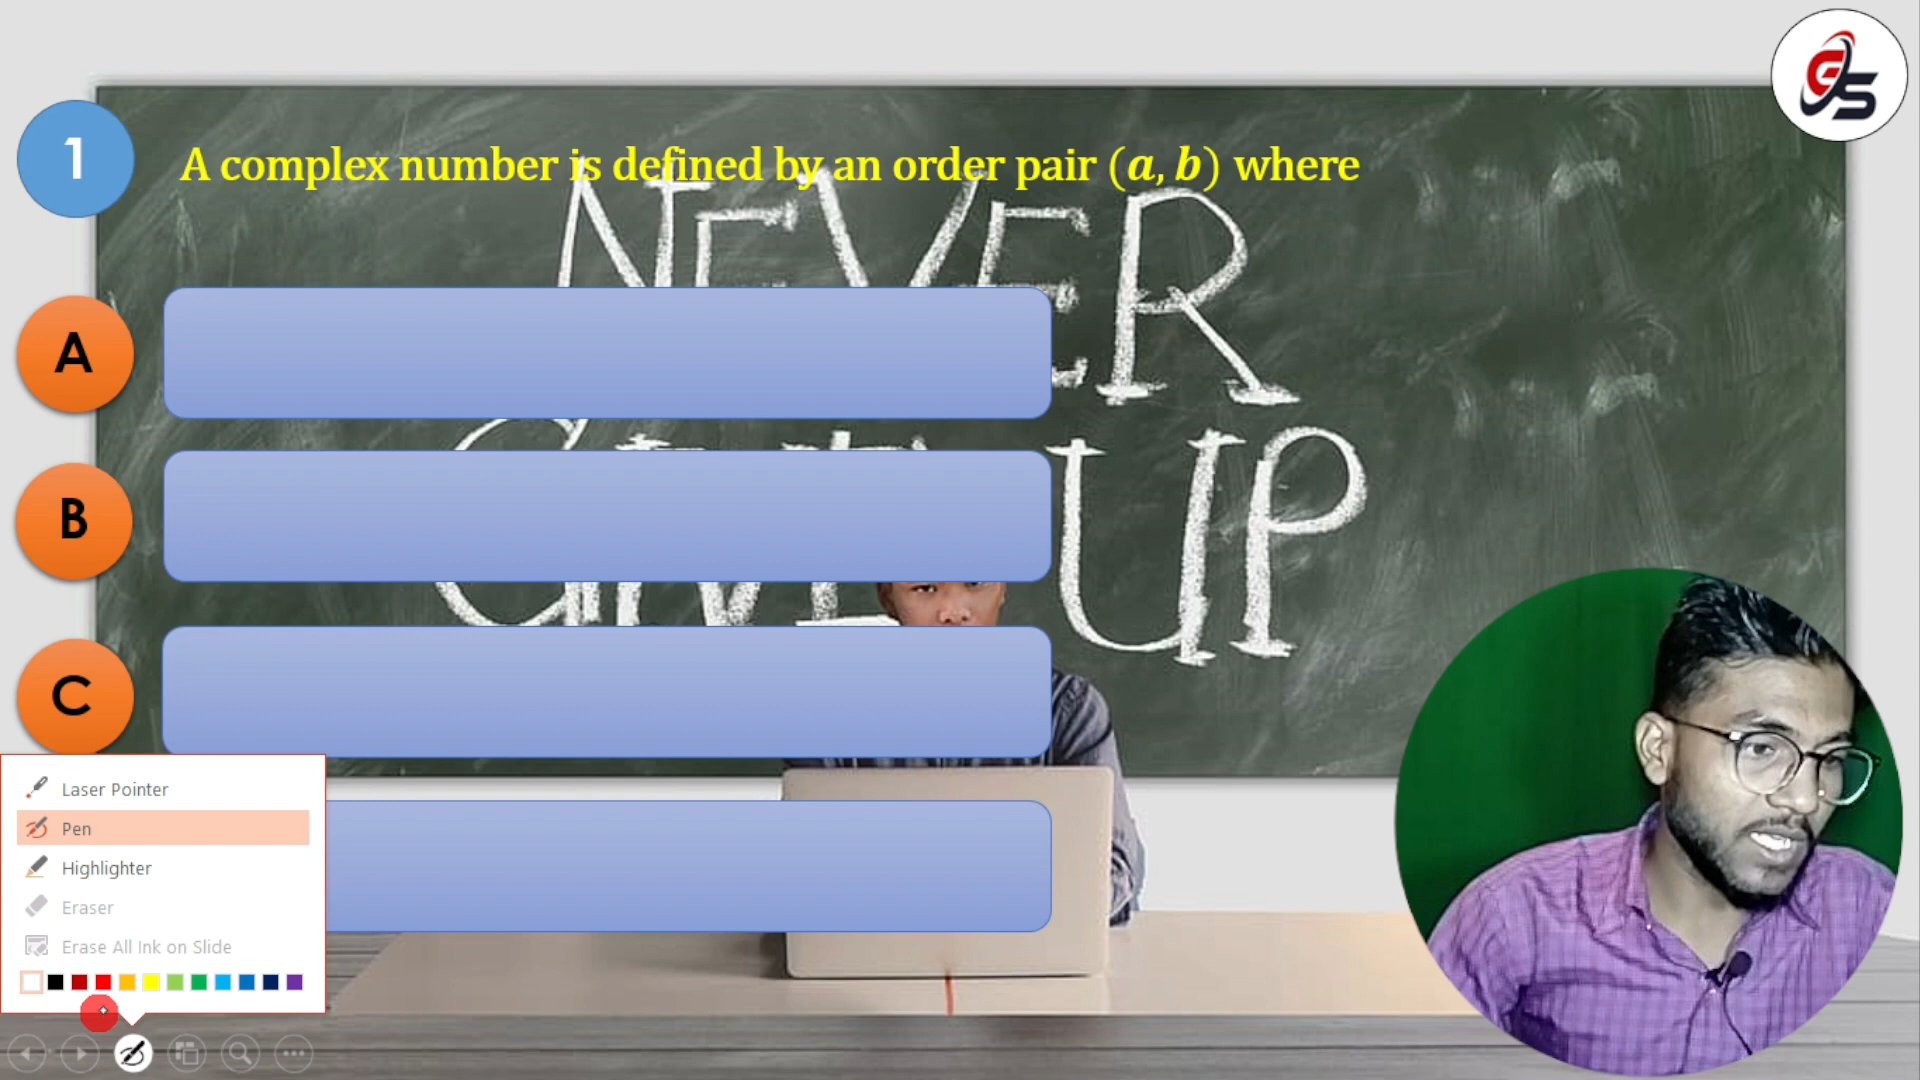 1
A complex number is defined by an order pair (a, b) where
NEVER
A
UP
B
C
Laser Pointer
Pen
Highlighter
Eraser
Erase All Ink on Slide
GS